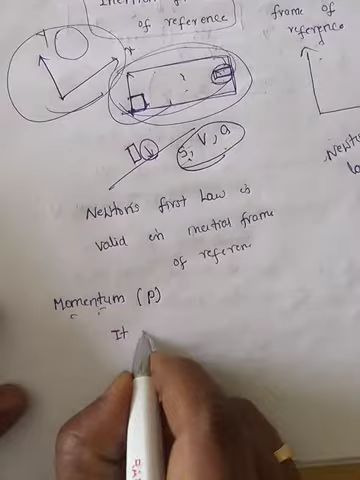 of reference
frame of
reference
S, V, a
Newton's first Law is
valid in inertial frame
of referen
Momentum (P)
It